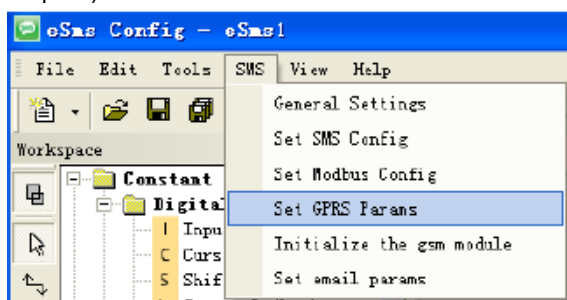 eSms Config - eSms1
File Edit Tools SMS View Help
General Settings
Set SMS Config
Workspace
Set Modbus Config
Constant
Digital
Set GPRS Params
I Inpu
Initialize the gsm module
C Curs
S Shif
Set email params